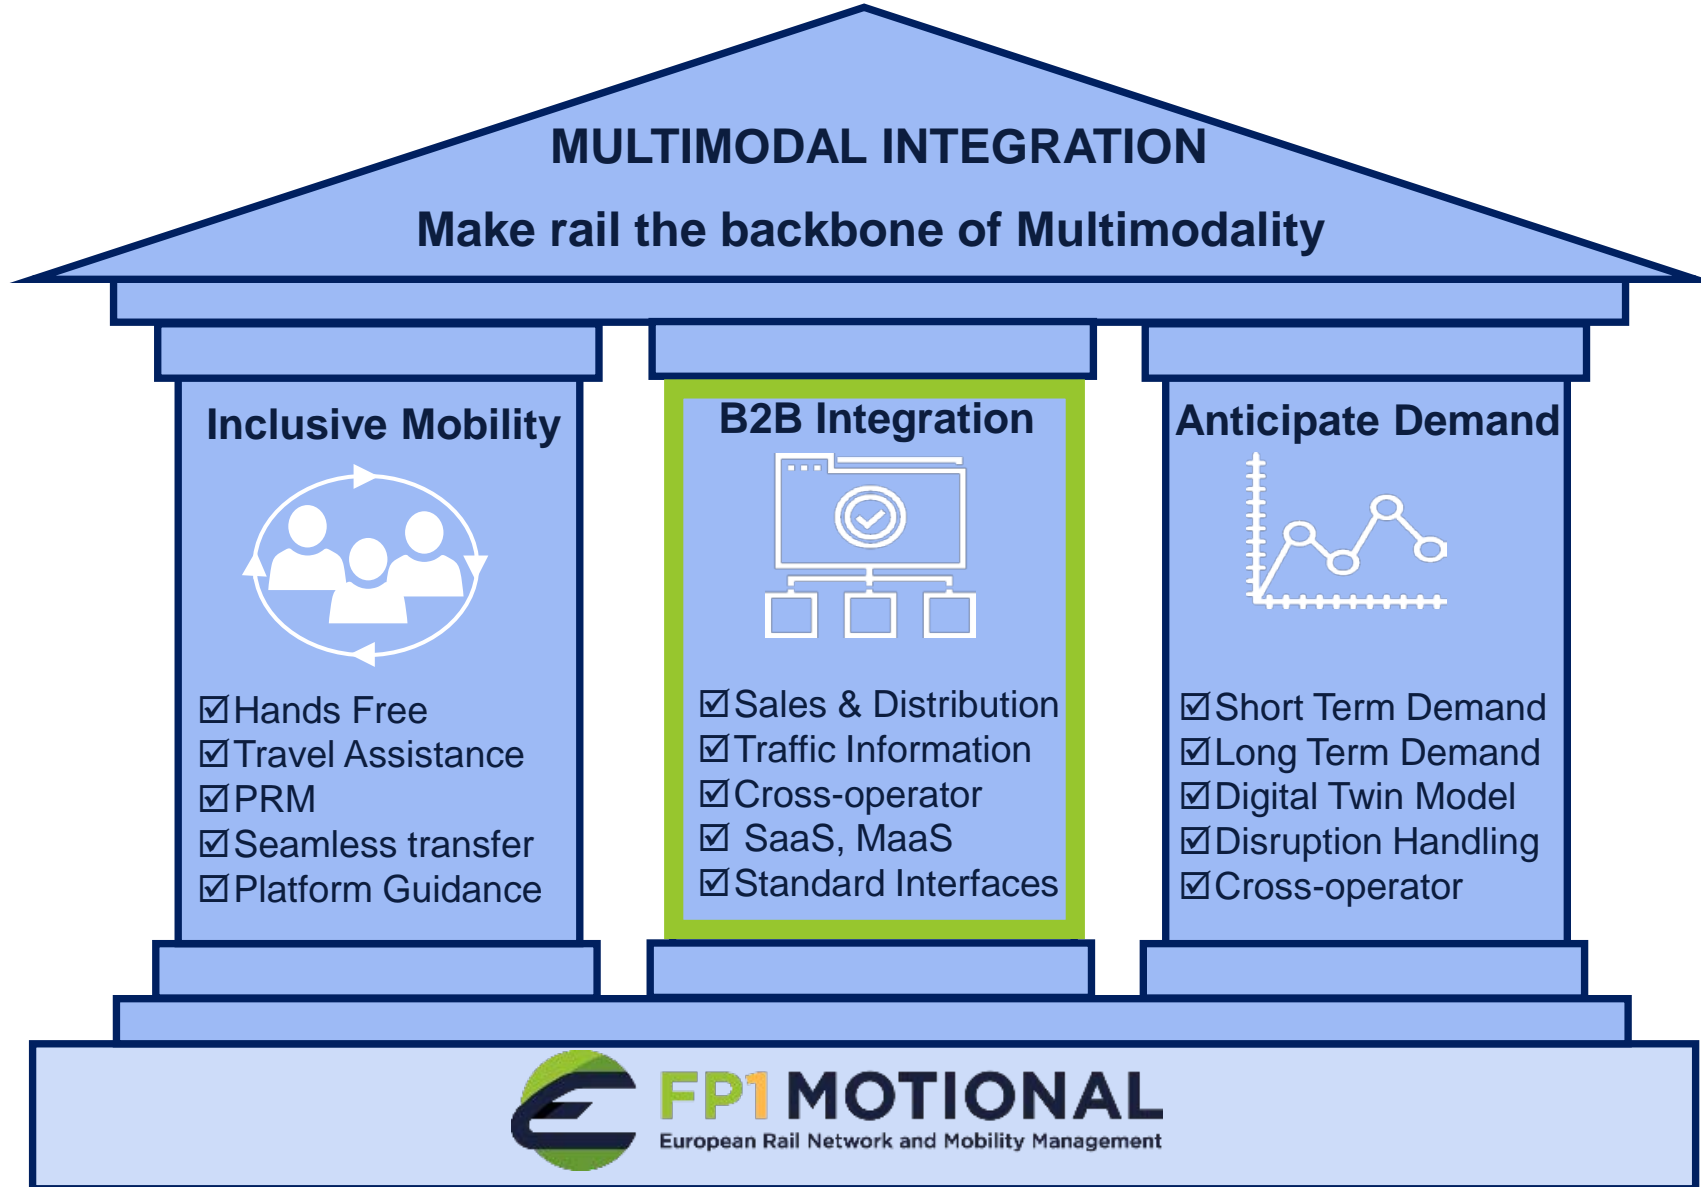 MULTIMODAL INTEGRATION
Make rail the backbone of Multimodality
Inclusive Mobility
☑Hands Free
☑Travel Assistance
☑PRM
☑Seamless transfer
☑Platform Guidance
B2B Integration
☑Sales & Distribution
☑Traffic Information
☑Cross-operator
☑ SaaS, MaaS
☑Standard Interfaces
Anticipate Demand
☑Short Term Demand
☑Long Term Demand
☑Digital Twin Model
☑Disruption Handling
☑Cross-operator
FP1 MOTIONAL
European Rail Network and Mobility Management